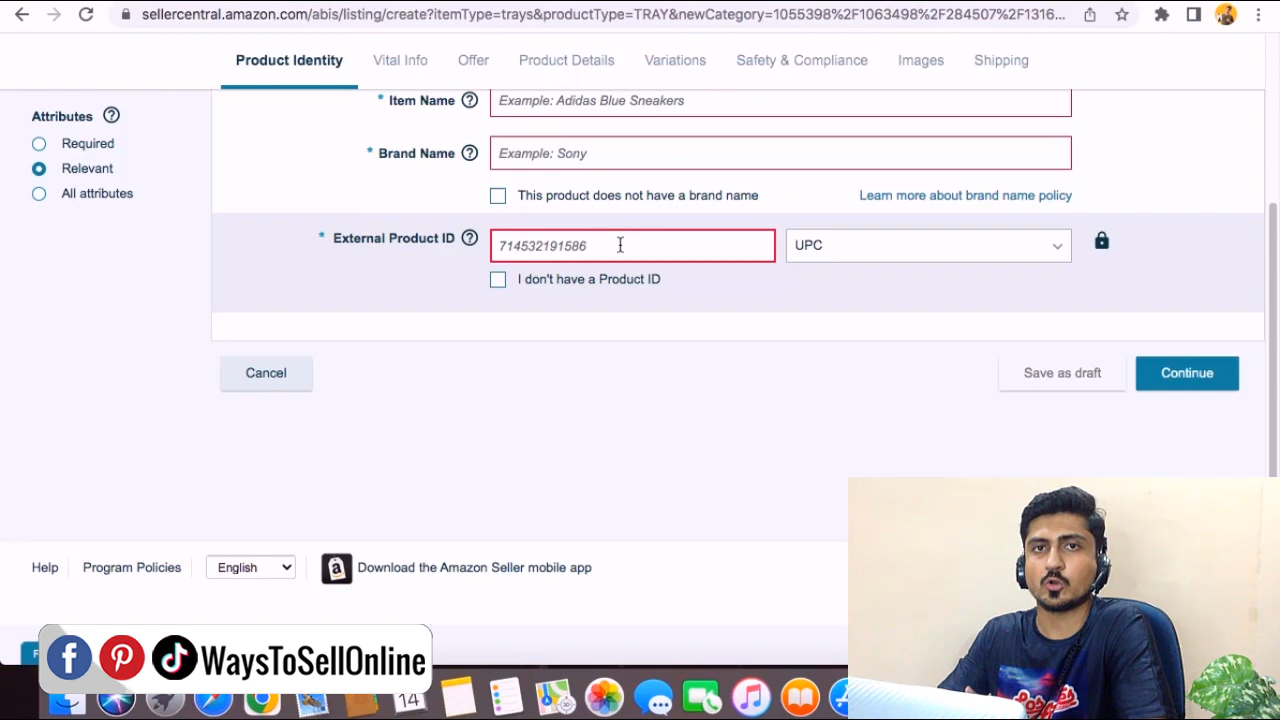 sellercentral.amazon.com/abis/listing/create?itemType=trays&productType=TRAY&newCategory=1055398%2F1063498%2F284507%2F1316...
Product Identity Vital Info Offer Product Details Variations Safety & Compliance Images Shipping
Attributes
Required
Relevant
All attributes
* Item Name
Example: Adidas Blue Sneakers
* Brand Name
Example: Sony
This product does not have a brand name Learn more about brand name policy
* External Product ID
714532191586
UPC
I don't have a Product ID
Cancel Save as draft Continue
Help Program Policies English Download the Amazon Seller mobile app
WaysToSellOnline
14